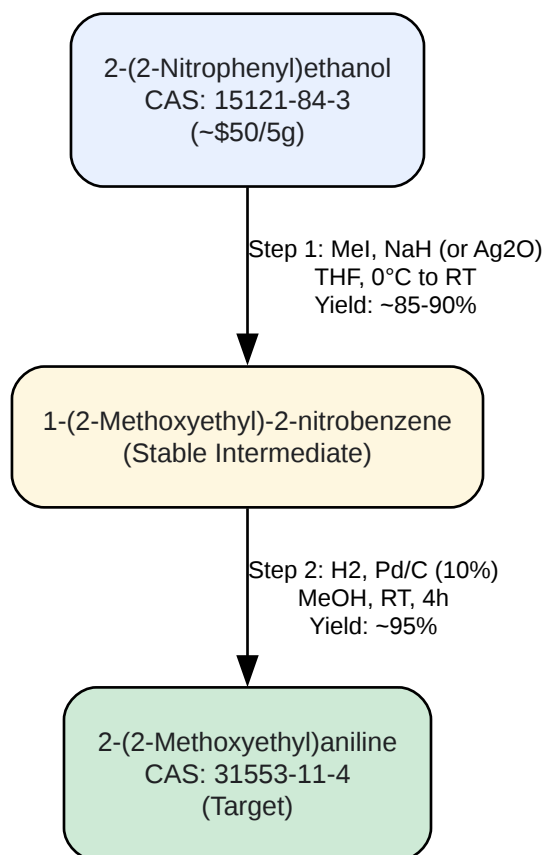 2-(2-Nitrophenyl)ethanol
CAS: 15121-84-3
(~$50/5g)
Step 1: MeI, NaH (or Ag2O)
THF, 0°C to RT
Yield: ~85-90%
1-(2-Methoxyethyl)-2-nitrobenzene
(Stable Intermediate)
Step 2: H2, Pd/C (10%)
MeOH, RT, 4h
Yield: ~95%
2-(2-Methoxyethyl)aniline
CAS: 31553-11-4
(Target)